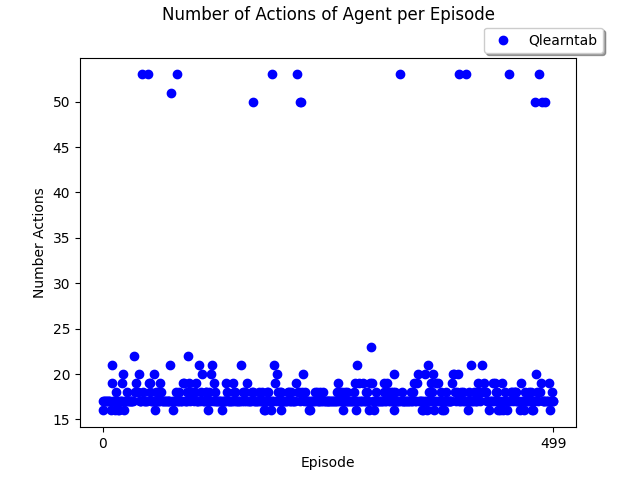 Number of Actions of Agent per Episode
Qlearntab
50
45
40
35
30
25
20
15
Number Actions
0 499
Episode